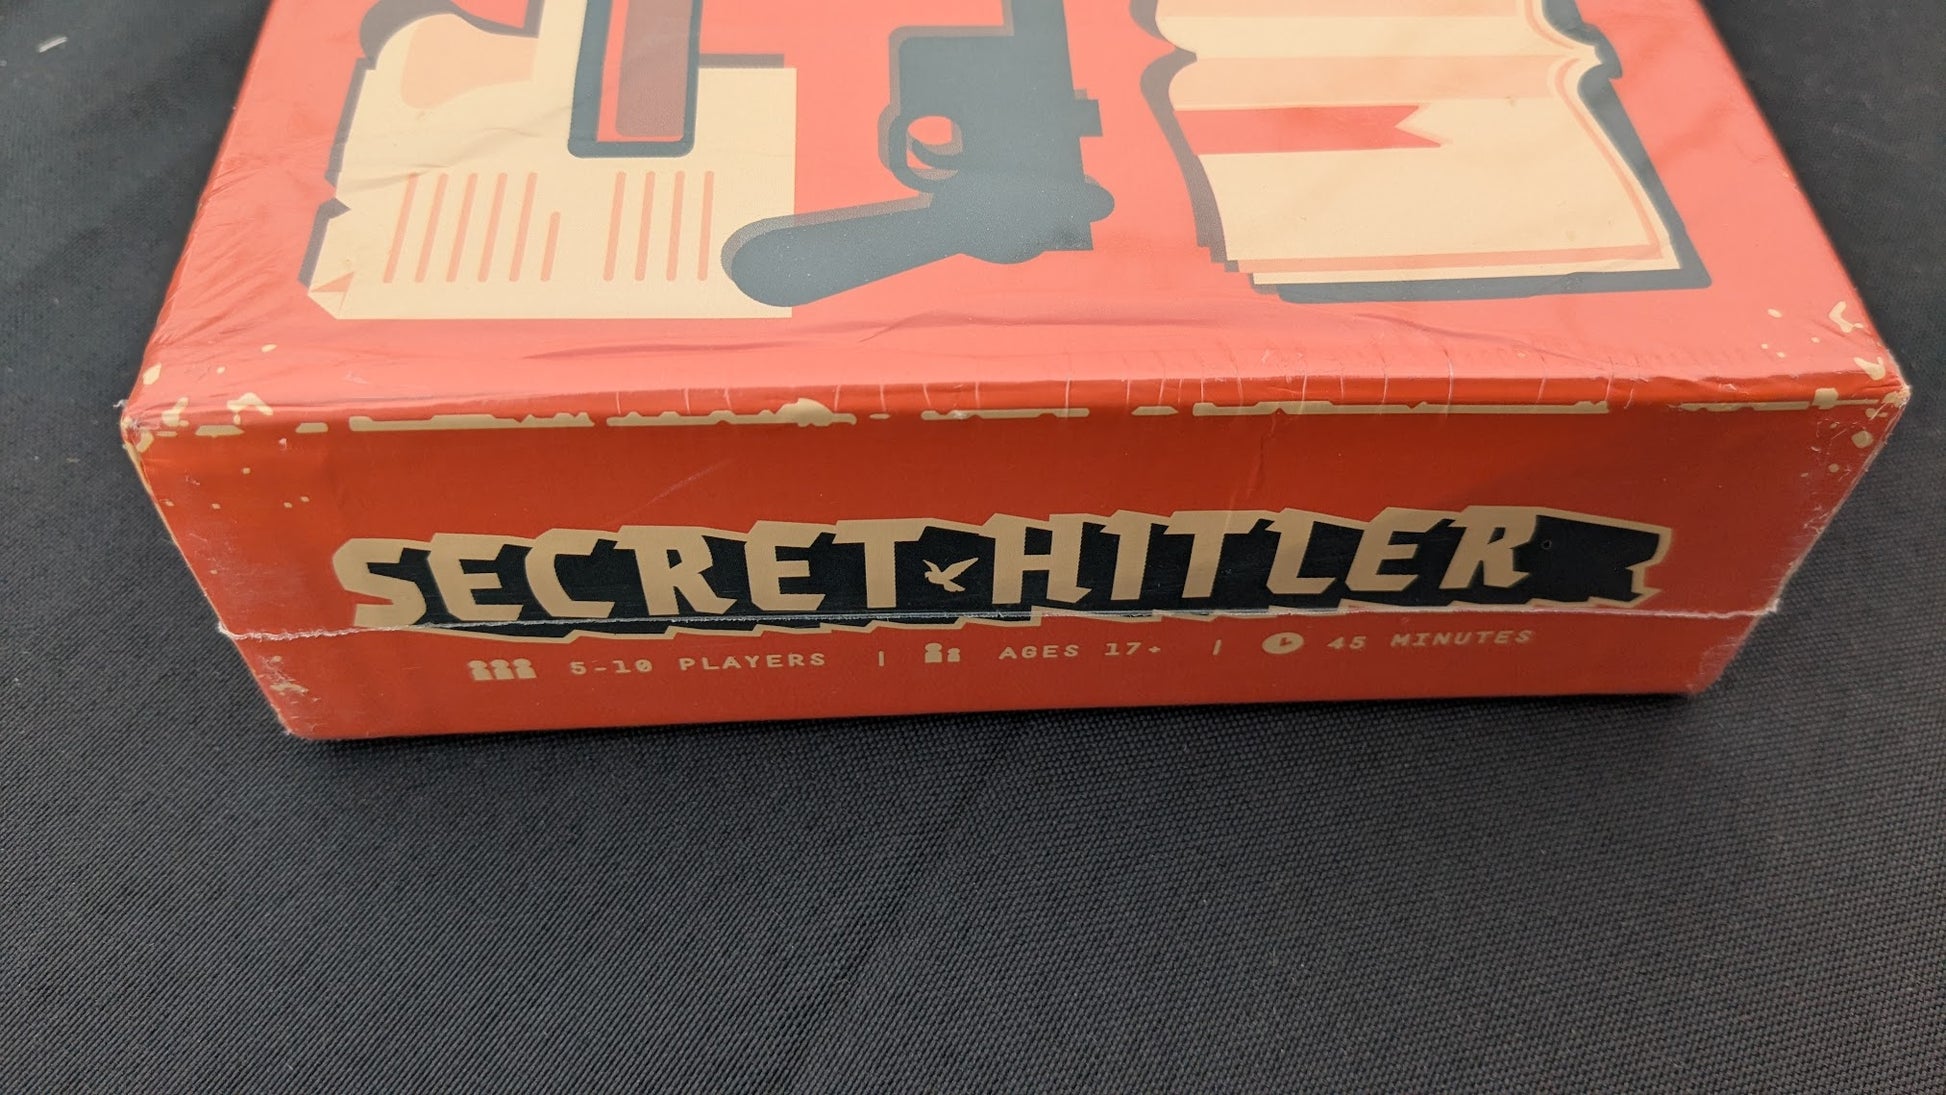 SECRET HITLER
5-10 PLAYERS | AGES 17+ | 45 MINUTES